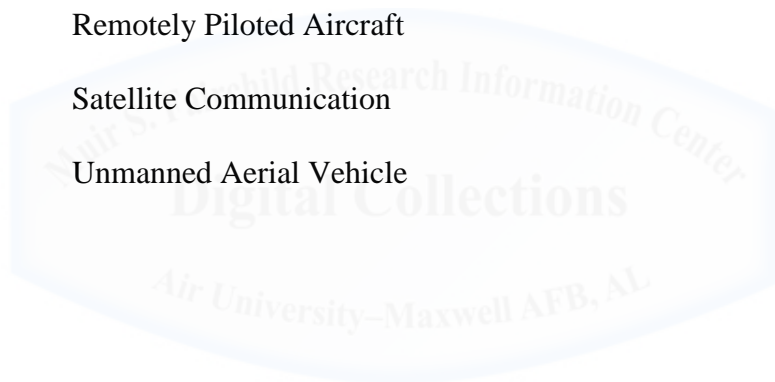 Remotely Piloted Aircraft
Satellite Communication
Unmanned Aerial Vehicle
Muir S. Fairchild Research Information Center
Digital Collections
Air University–Maxwell AFB, AL